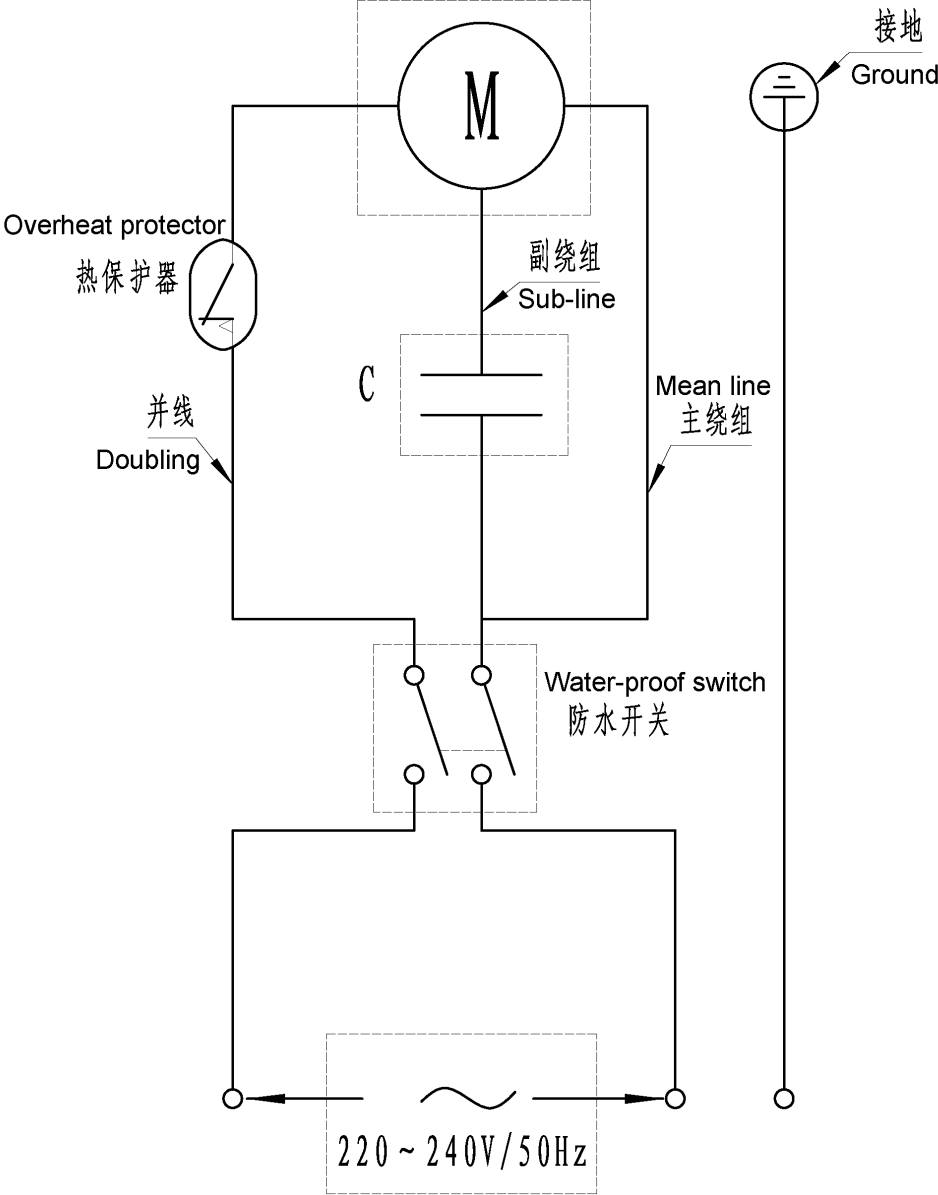 接地
Ground
M
Overheat protector
热保护器
副绕组
Sub-line
C
Mean line
主绕组
并线
Doubling
Water-proof switch
防水开关
220~240V/50Hz